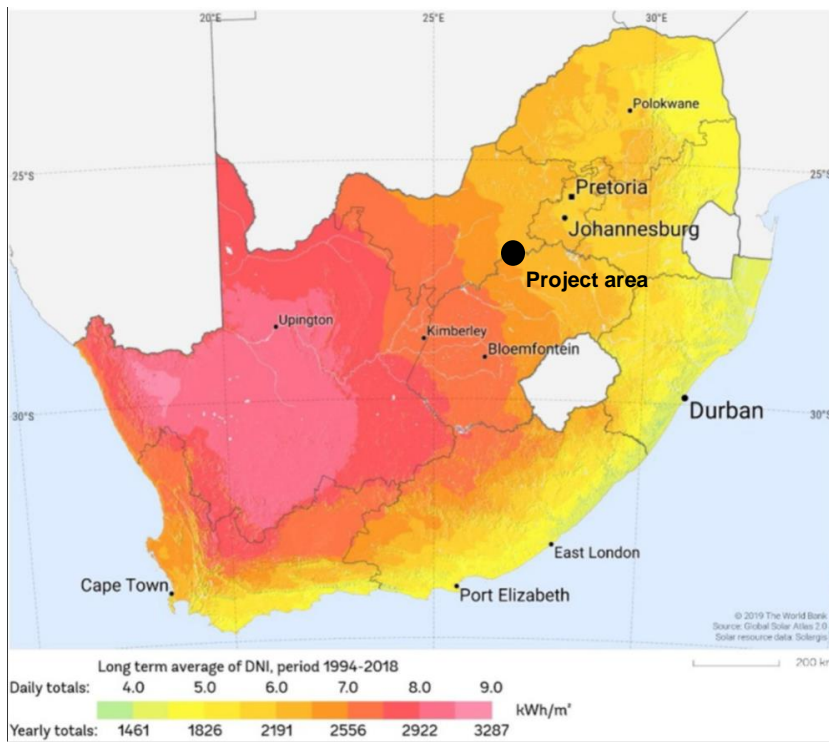 20°E 25°E 30°E
Polokwane
25°S 25°S
Pretoria
Johannesburg
Project area
Upington
Kimberley
Bloemfontein
30°S 30°S
Durban
East London
Cape Town
Port Elizabeth
© 2019 The World Bank
Source: Global Solar Atlas 2.0
Solar resource data: Solargis
Long term average of DNI, period 1994-2018
200 km
Daily totals: 4.0 5.0 6.0 7.0 8.0 9.0
kWh/m²
Yearly totals: 1461 1826 2191 2556 2922 3287